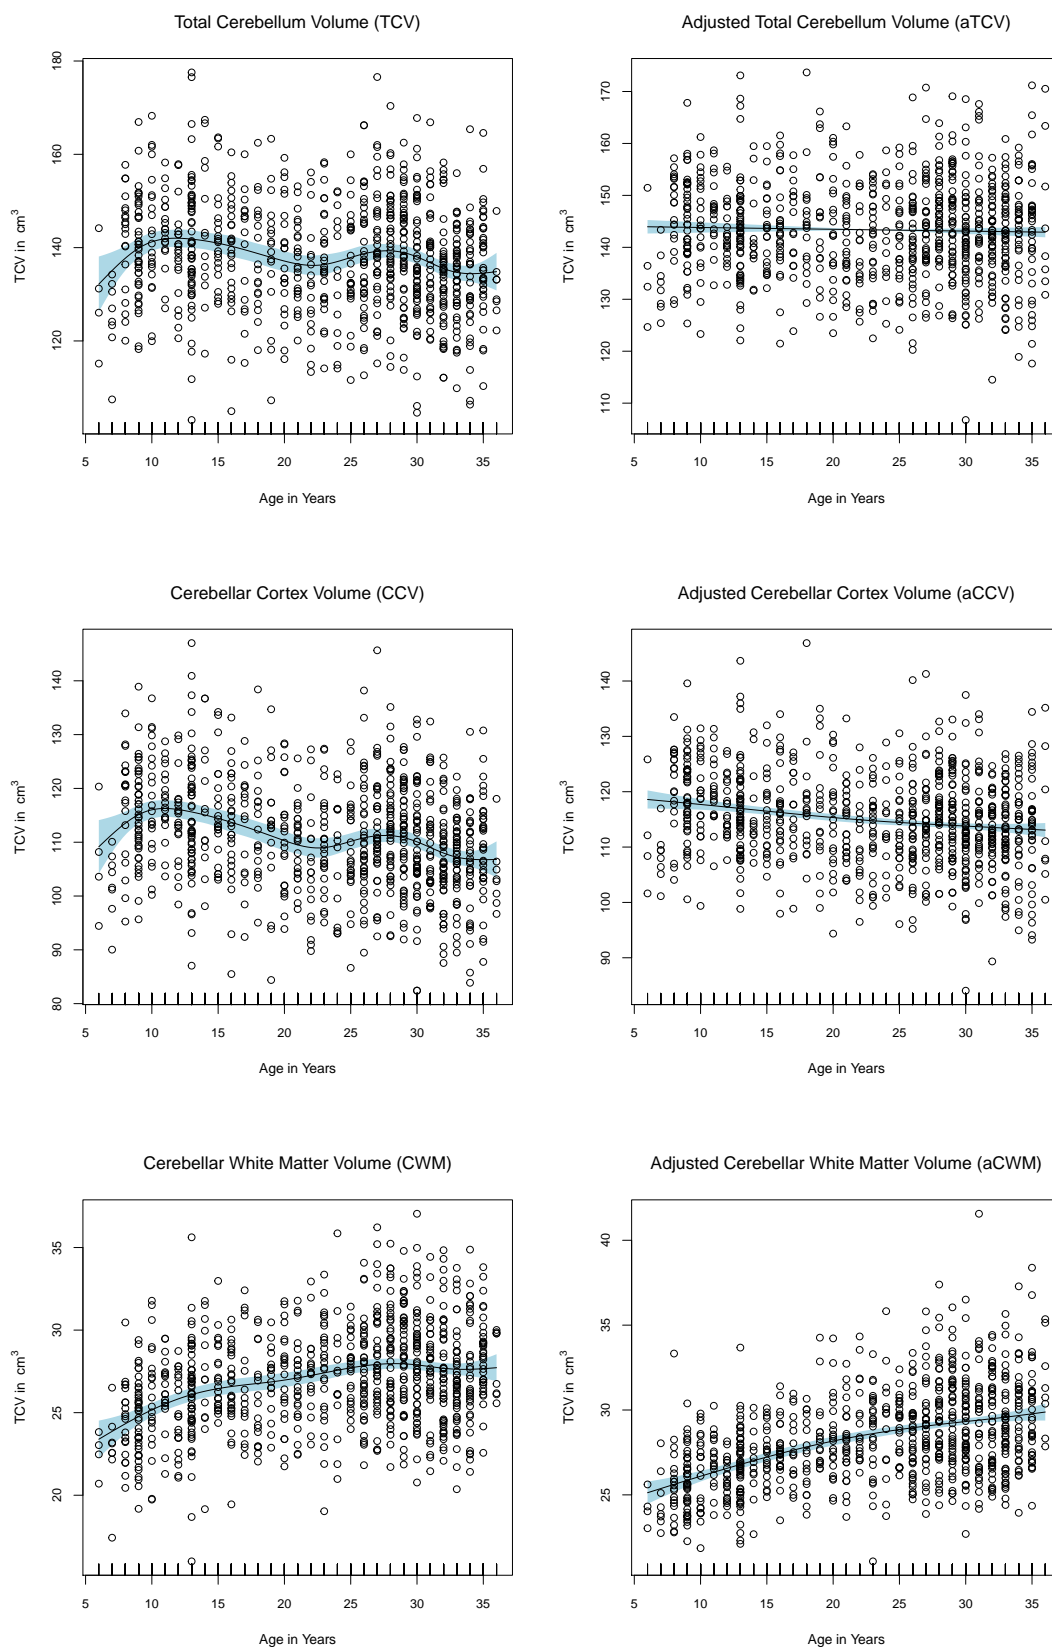 Total Cerebellum Volume (TCV)
TCV in cm³
180
160
140
120
5 10 15 20 25 30 35
Age in Years
Adjusted Total Cerebellum Volume (aTCV)
TCV in cm³
170
160
150
140
130
120
110
5 10 15 20 25 30 35
Age in Years
Cerebellar Cortex Volume (CCV)
TCV in cm³
140
130
120
110
100
90
80
5 10 15 20 25 30 35
Age in Years
Adjusted Cerebellar Cortex Volume (aCCV)
TCV in cm³
140
130
120
110
100
90
5 10 15 20 25 30 35
Age in Years
Cerebellar White Matter Volume (CWM)
TCV in cm³
35
30
25
20
5 10 15 20 25 30 35
Age in Years
Adjusted Cerebellar White Matter Volume (aCWM)
TCV in cm³
40
35
30
25
5 10 15 20 25 30 35
Age in Years